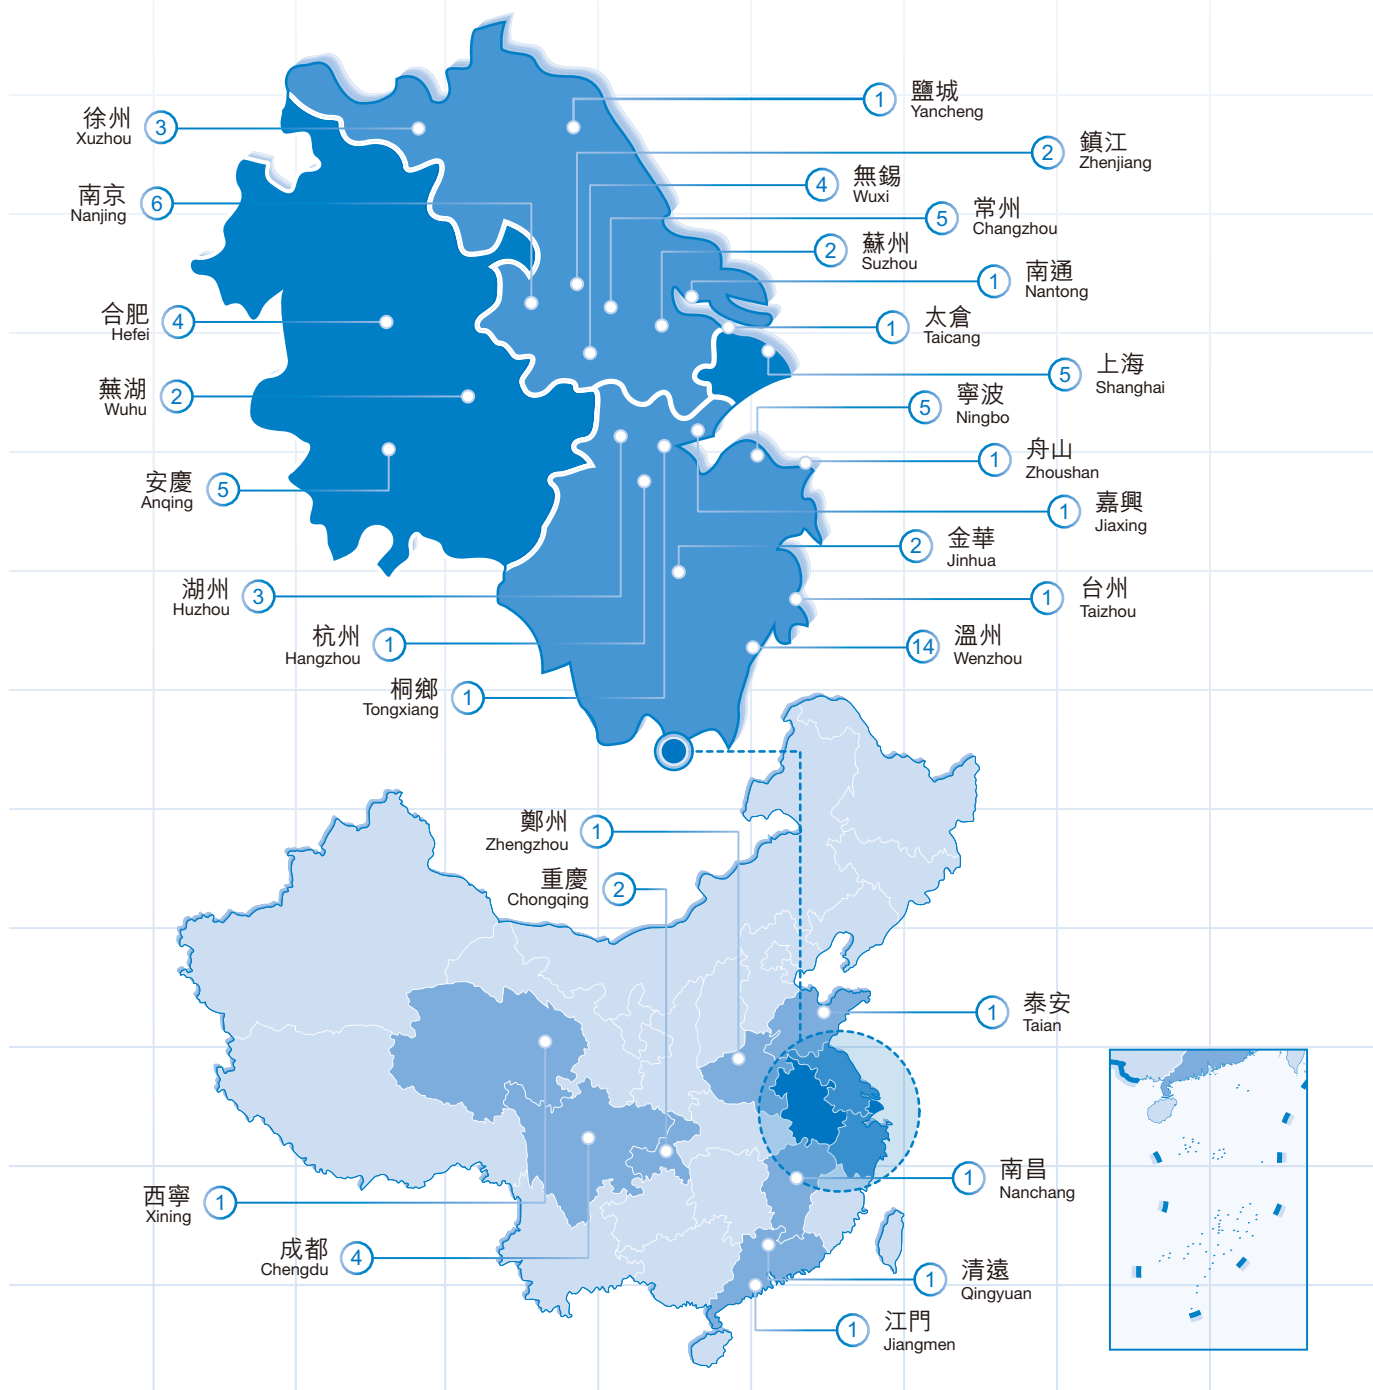 鹽城
1
Yancheng
徐州
3
Xuzhou
鎮江
2
Zhenjiang
無錫
4
Wuxi
南京
6
Nanjing
常州
5
Changzhou
蘇州
2
Suzhou
南通
1
Nantong
合肥
4
Hefei
太倉
1
Taicang
上海
5
Shanghai
蕪湖
2
Wuhu
寧波
5
Ningbo
舟山
1
Zhoushan
安慶
5
Anqing
嘉興
1
Jiaxing
金華
2
Jinhua
湖州
3
Huzhou
台州
1
Taizhou
杭州
1
Hangzhou
溫州
14
Wenzhou
桐鄉
1
Tongxiang
鄭州
1
Zhengzhou
重慶
2
Chongqing
泰安
1
Taian
南昌
1
Nanchang
西寧
1
Xining
成都
4
Chengdu
清遠
1
Qingyuan
江門
1
Jiangmen